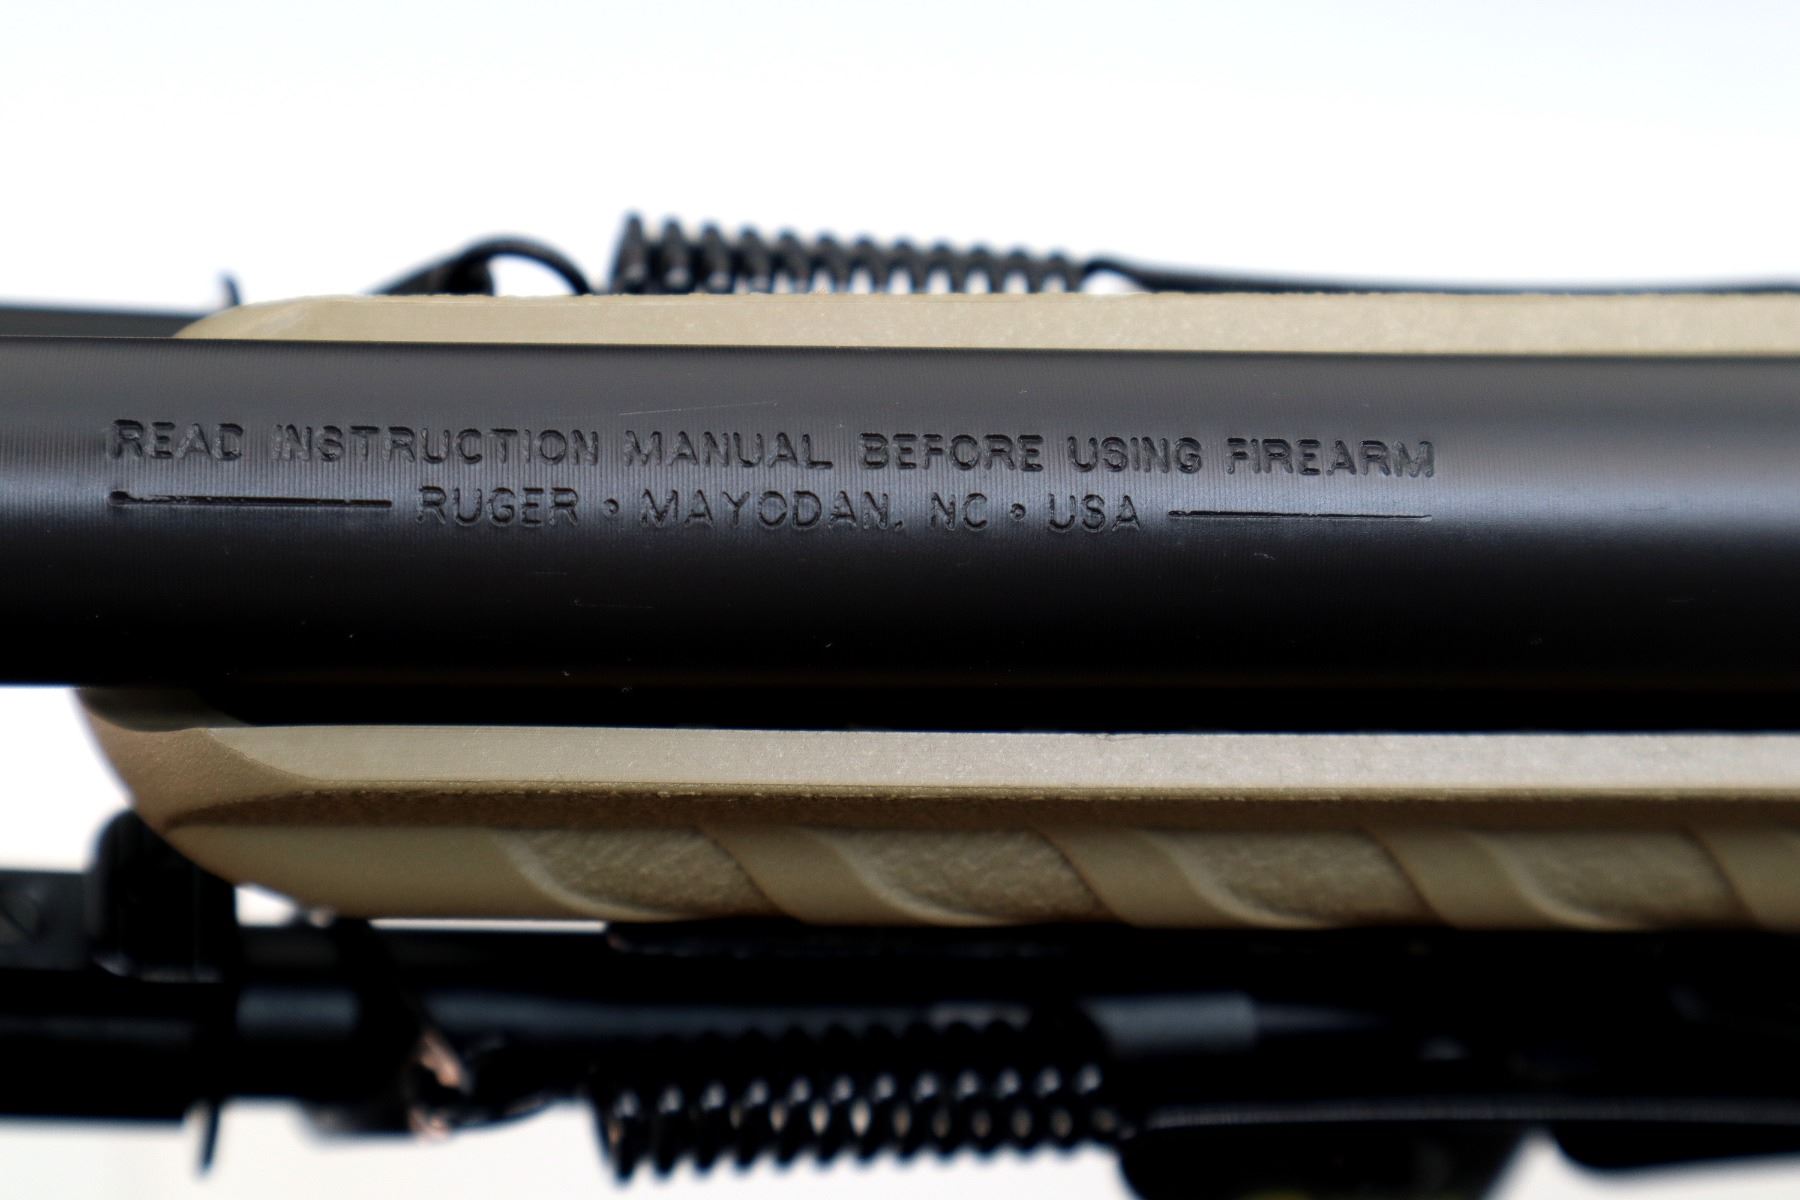 READ INSTRUCTION MANUAL BEFORE USING FIREARM
RUGER • MAYODAN, NC • USA